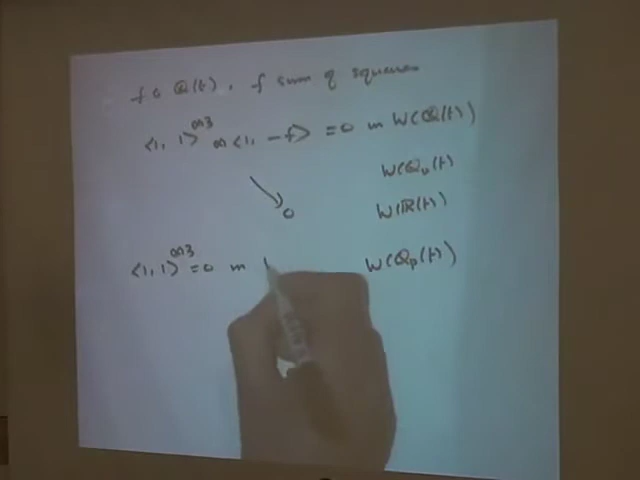 f ∈ Q(t), f sum of squares
<1, 1>^⊗3 ⊗ <1, -f> = 0 in W(Q(t))
W(Q_v(t)
↘ 0
W(R(t)
<1, 1>^⊗3 = 0 in
W(Q_p(t))